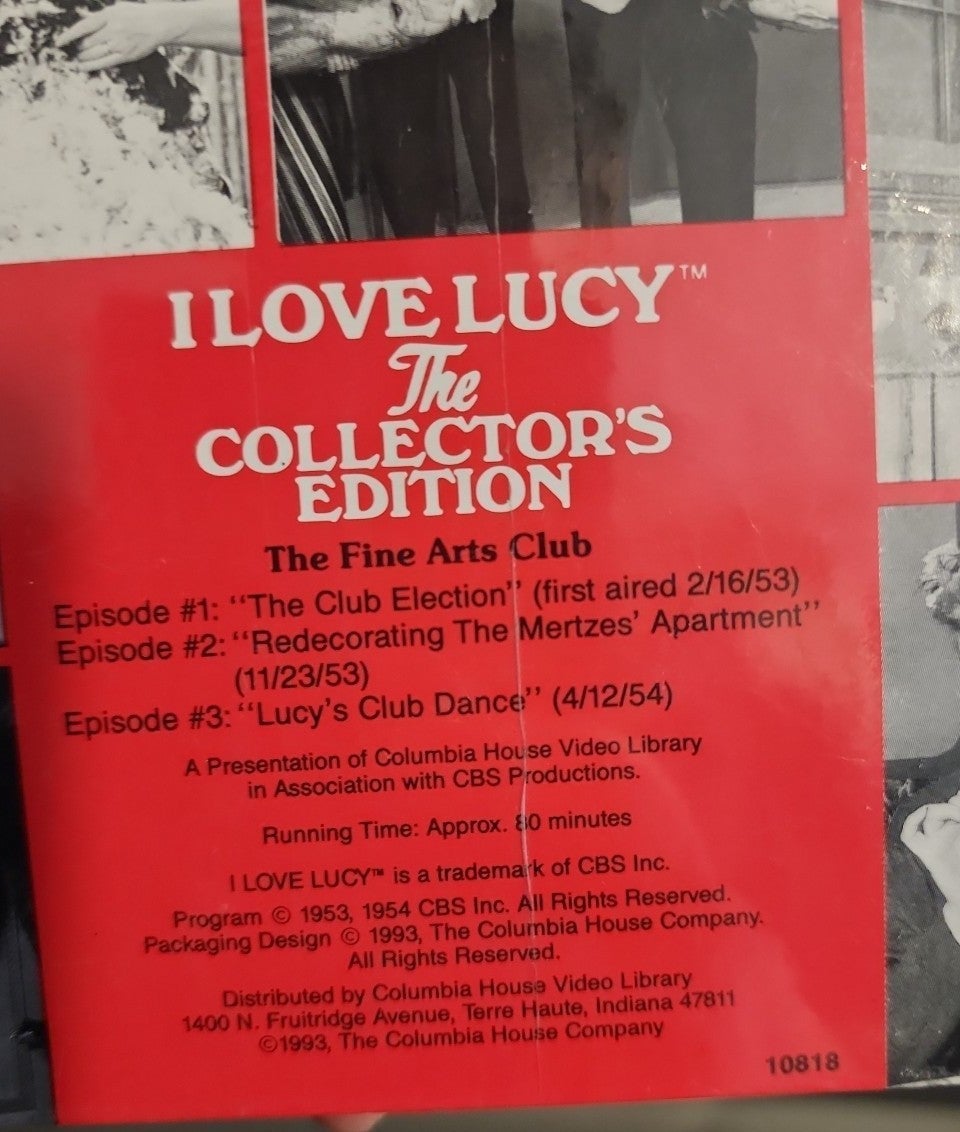 I LOVE LUCY™
The
COLLECTOR'S
EDITION
The Fine Arts Club
Episode #1: "The Club Election" (first aired 2/16/53)
Episode #2: "Redecorating The Mertzes' Apartment"
(11/23/53)
Episode #3: "Lucy's Club Dance" (4/12/54)
A Presentation of Columbia House Video Library
in Association with CBS Productions.
Running Time: Approx. 80 minutes
I LOVE LUCY™ is a trademark of CBS Inc.
Program © 1953, 1954 CBS Inc. All Rights Reserved.
Packaging Design © 1993, The Columbia House Company.
All Rights Reserved.
Distributed by Columbia House Video Library
1400 N. Fruitridge Avenue, Terre Haute, Indiana 47811
©1993, The Columbia House Company
10818